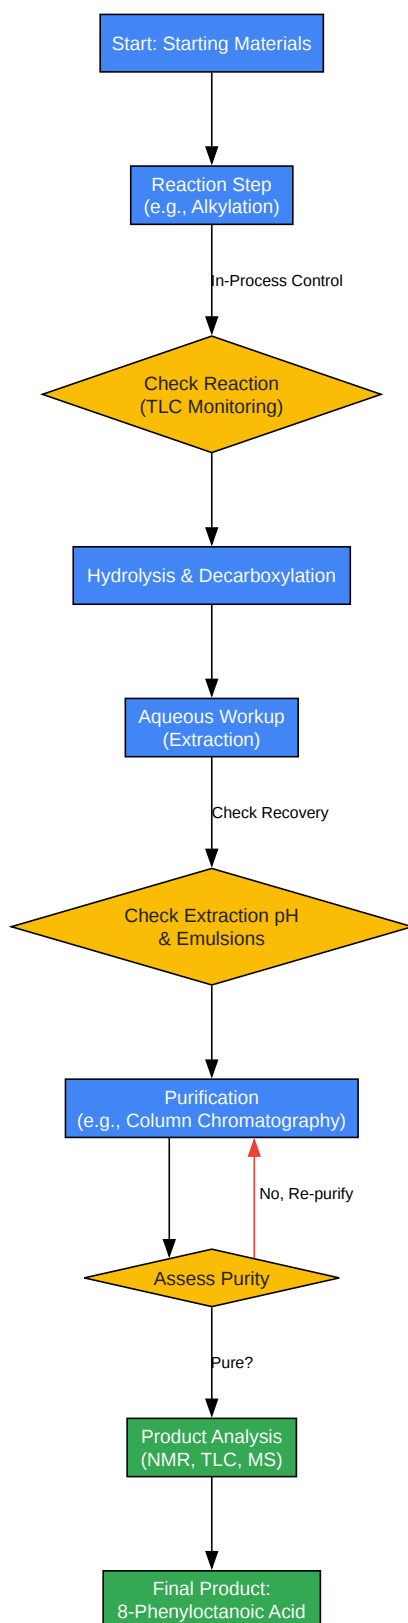 Start: Starting Materials
Reaction Step
(e.g., Alkylation)
In-Process Control
Check Reaction
(TLC Monitoring)
Hydrolysis & Decarboxylation
Aqueous Workup
(Extraction)
Check Recovery
Check Extraction pH
& Emulsions
Purification
(e.g., Column Chromatography)
No, Re-purify
Assess Purity
Pure?
Product Analysis
(NMR, TLC, MS)
Final Product:
8-Phenyloctanoic Acid